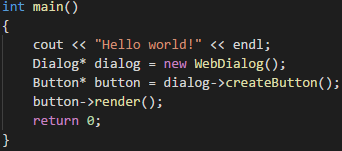 int main()
{
    cout << "Hello world!" << endl;
    Dialog* dialog = new WebDialog();
    Button* button = dialog->createButton();
    button->render();
    return 0;
}